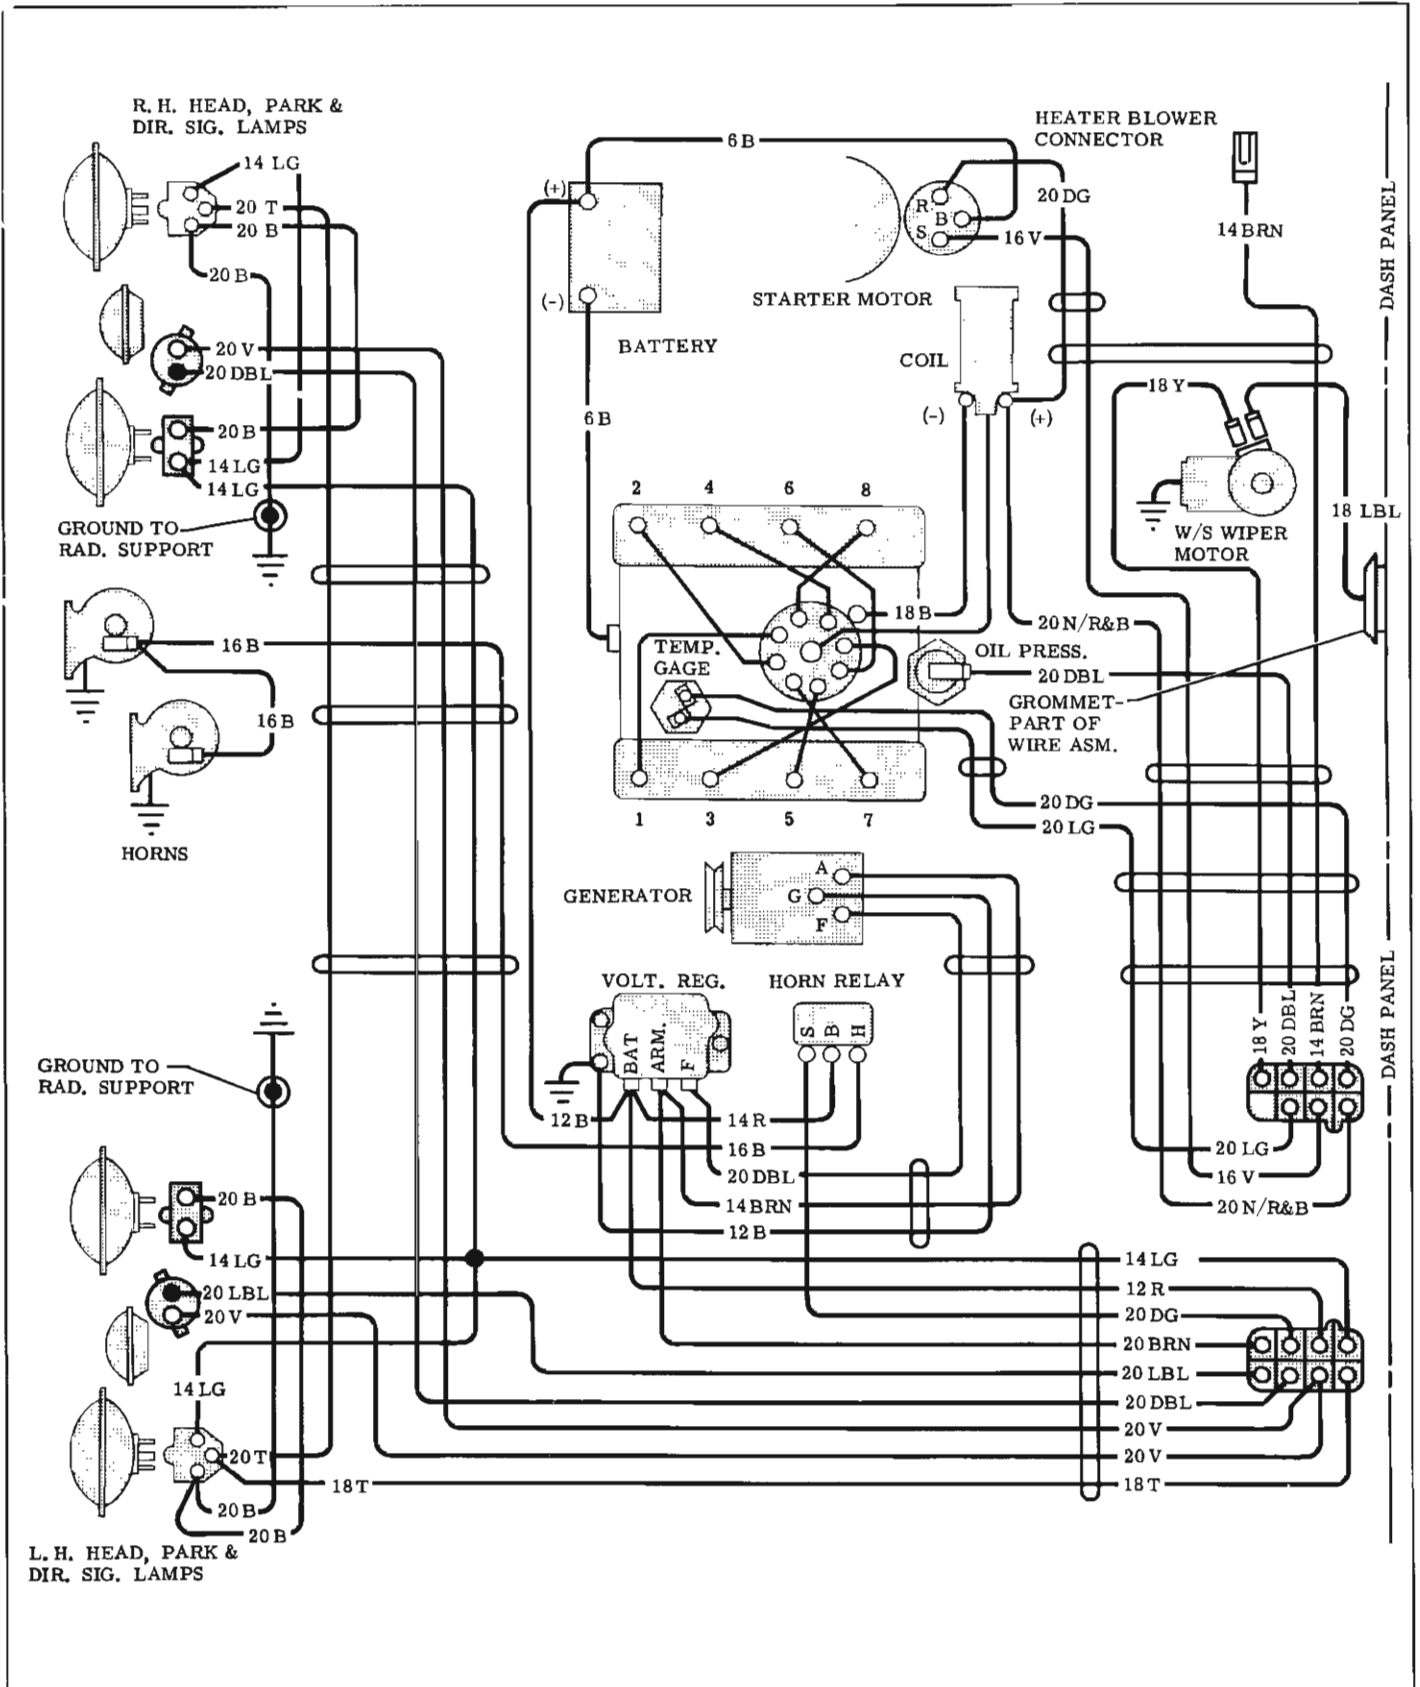 R. H. HEAD, PARK &
DIR. SIG. LAMPS
14 LG
20 T
20 B
20 B
20 V
20 DBL
20 B
14 LG
14 LG
GROUND TO
RAD. SUPPORT
16 B
16 B
HORNS
6 B
(+)
(-)
BATTERY
6 B
STARTER MOTOR
R
B
S
20 DG
16 V
HEATER BLOWER
CONNECTOR
14 BRN
DASH PANEL
COIL
(-)
(+)
18 Y
18 LBL
W/S WIPER
MOTOR
2
4
6
8
18 B
20 N/R&B
TEMP.
GAGE
OIL PRESS.
20 DBL
GROMMET-
PART OF
WIRE ASM.
20 DG
20 LG
1
3
5
7
GENERATOR
A
G
F
VOLT. REG.
BAT
ARM.
F
HORN RELAY
S
B
H
18 Y
20 DBL
14 BRN
20 DG
DASH PANEL
GROUND TO
RAD. SUPPORT
12 B
14 R
16 B
20 DBL
14 BRN
12 B
20 LG
16 V
20 N/R&B
20 B
14 LG
20 LBL
20 V
14 LG
20 T
18 T
20 B
20 B
14 LG
12 R
20 DG
20 BRN
20 LBL
20 DBL
20 V
20 V
18 T
L. H. HEAD, PARK &
DIR. SIG. LAMPS